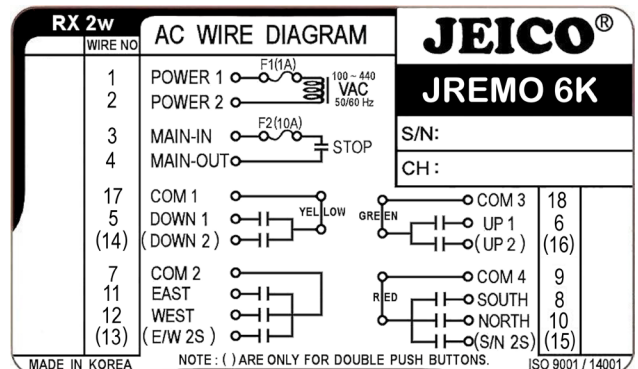 RX 2w
WIRE NO
AC WIRE DIAGRAM
JEICO®
JREMO 6K
S/N:
CH :
1 POWER 1 F1(1A) 100 ~ 440
VAC
2 POWER 2 50/60 Hz
3 MAIN-IN F2(10A)
STOP
4 MAIN-OUT
17 COM 1 COM 3 18
5 DOWN 1 YELLOW GREEN UP 1 6
(14) (DOWN 2) (UP 2) (16)
7 COM 2 COM 4 9
11 EAST RED SOUTH 8
12 WEST NORTH 10
(13) (E/W 2S) (S/N 2S) (15)
MADE IN KOREA NOTE : ( ) ARE ONLY FOR DOUBLE PUSH BUTTONS. ISO 9001 / 14001